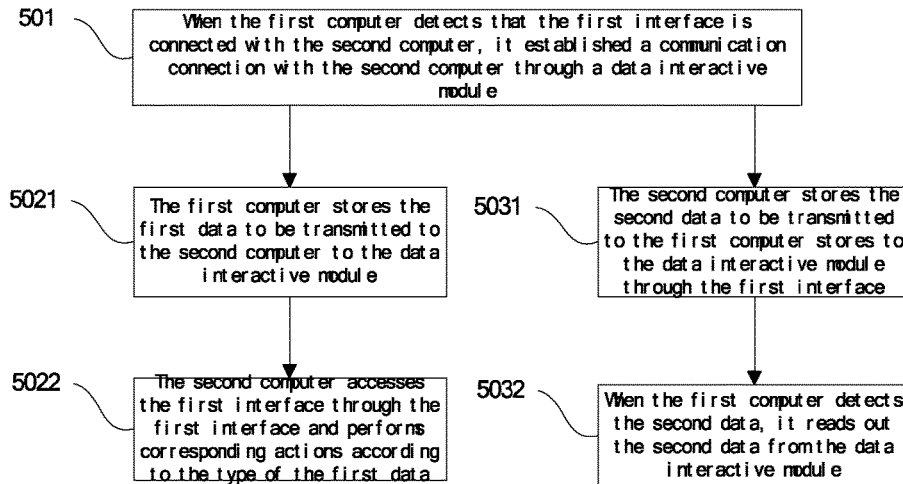 501
When the first computer detects that the first interface is
connected with the second computer, it established a communication
connection with the second computer through a data interactive
module
5021
The first computer stores the
first data to be transmitted to
the second computer to the data
interactive module
5031
The second computer stores the
second data to be transmitted
to the first computer stores to
the data interactive module
through the first interface
5022
The second computer accesses
the first interface through the
first interface and performs
corresponding actions according
to the type of the first data
5032
When the first computer detects
the second data, it reads out
the second data from the data
interactive module